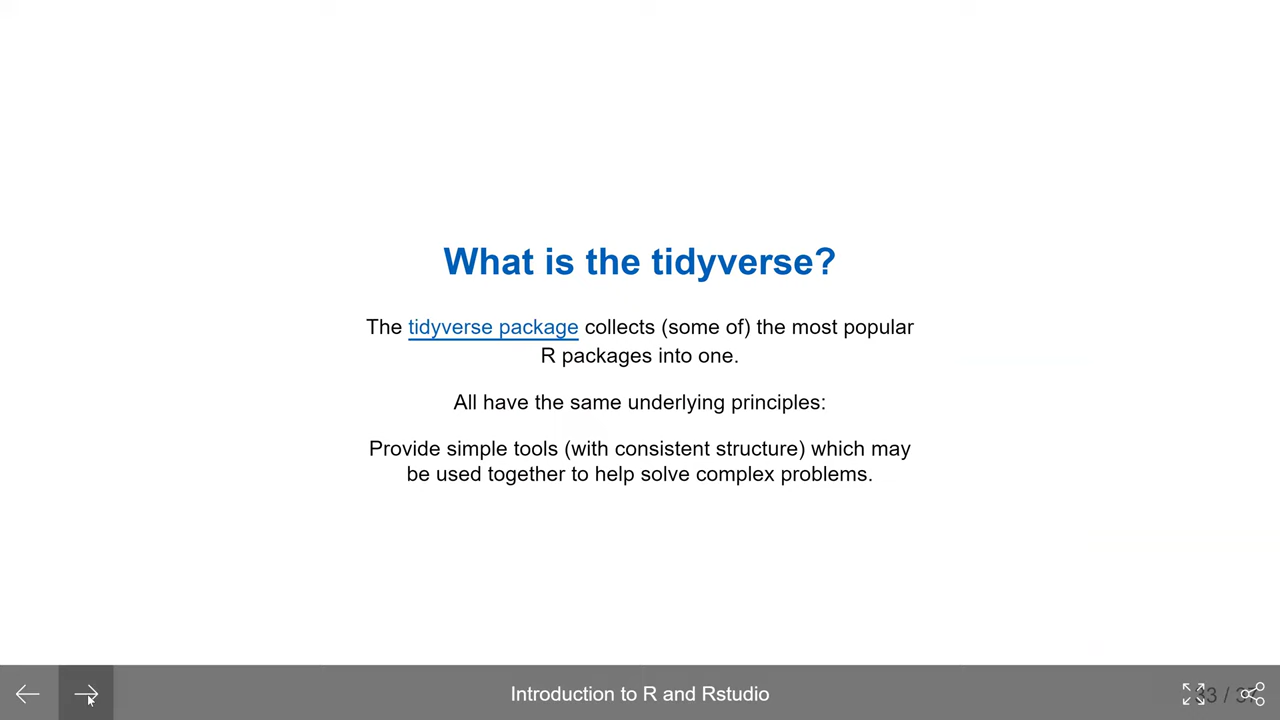 What is the tidyverse?
The tidyverse package collects (some of) the most popular
R packages into one.
All have the same underlying principles:
Provide simple tools (with consistent structure) which may
be used together to help solve complex problems.
Introduction to R and Rstudio